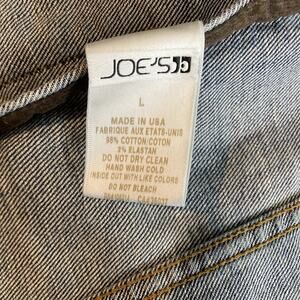 JOE'S
L
MADE IN USA
FABRIQUE AUX ETATS-UNIS
98% COTTON/COTON
2% ELASTAN
DO NOT DRY CLEAN
HAND WASH COLD
INSIDE OUT WITH LIKE COLORS
DO NOT BLEACH